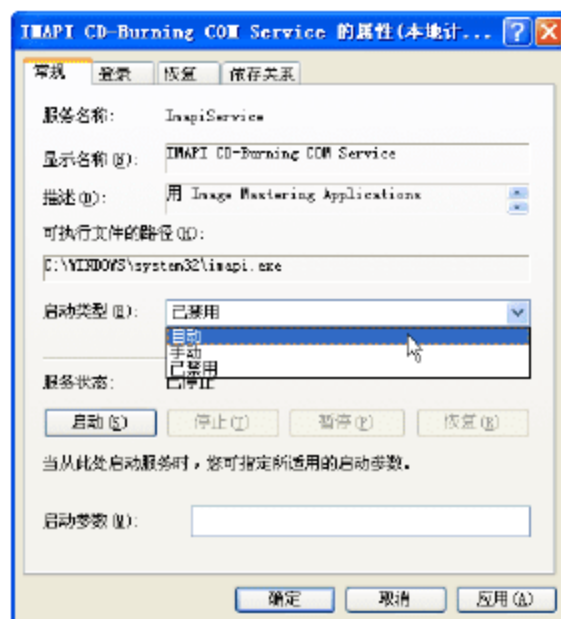 IMAPI CD-Burning COM Service 的属性(本地计...
常规 登录 恢复 依存关系
服务名称: ImapiService
显示名称(N): IMAPI CD-Burning COM Service
描述(D): 用 Image Mastering Applications
可执行文件的路径(H):
C:\WINDOWS\system32\imapi.exe
启动类型(E): 已禁用
自动
手动
已禁用
服务状态: 已停止
启动(S) 停止(T) 暂停(P) 恢复(R)
当从此处启动服务时，您可指定所适用的启动参数。
启动参数(M):
确定 取消 应用(A)